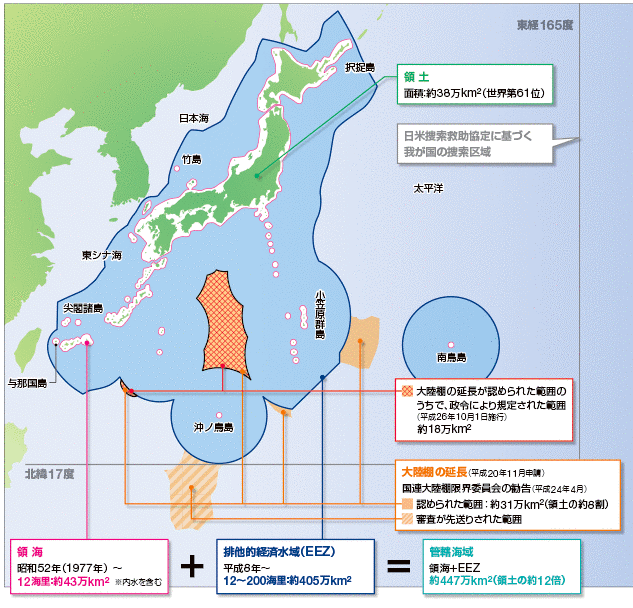 東経165度
択捉島
領土
面積:約38万km²(世界第61位)
日本海
日米捜索救助協定に基づく
我が国の捜索区域
竹島
太平洋
東シナ海
尖閣諸島
小笠原群島
与那国島
南鳥島
大陸棚の延長が認められた範囲の
うちで、政令により規定された範囲
(平成26年10月1日施行)
約18万km²
沖ノ鳥島
北緯17度
大陸棚の延長(平成20年11月申請)
国連大陸棚限界委員会の勧告(平成24年4月)
認められた範囲:約31万km²(領土の約8割)
審査が先送りされた範囲
領海
昭和52年(1977年) ~
12海里:約43万km² ※内水を含む
+
排他的経済水域(EEZ)
平成8年~
12~200海里:約405万km²
=
管轄海域
領海+EEZ
約447万km²(領土の約12倍)